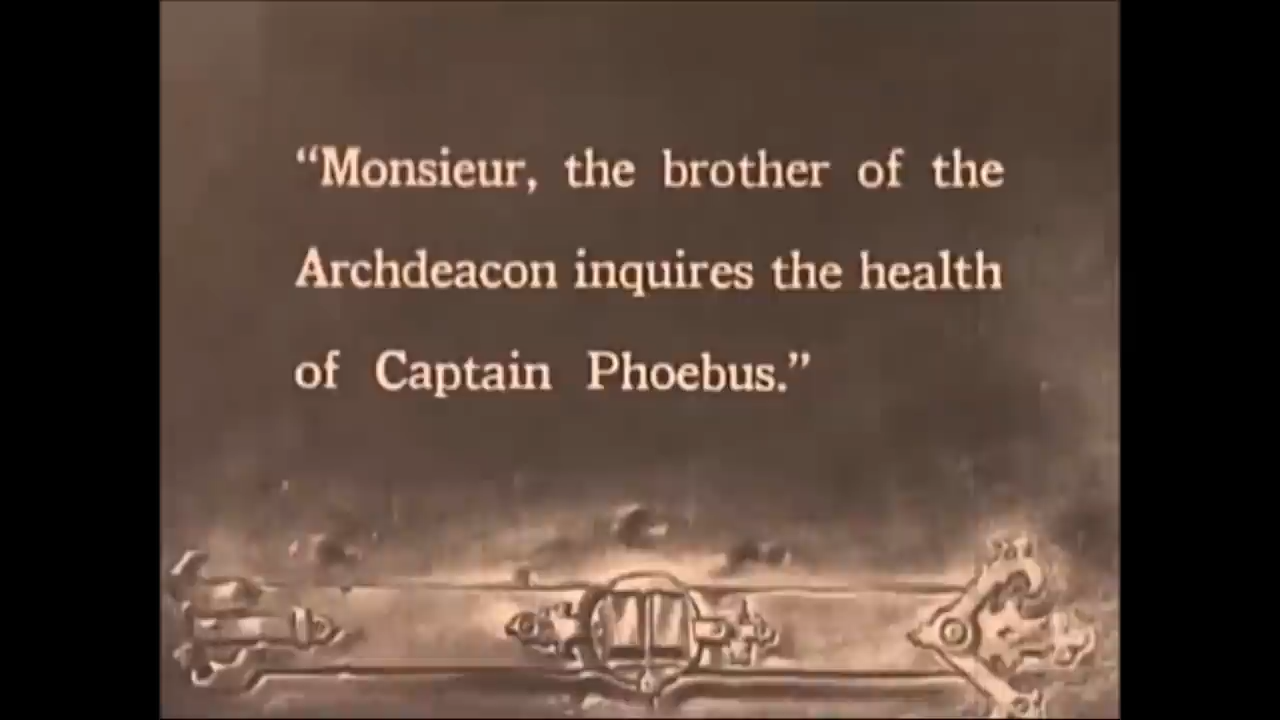 “Monsieur, the brother of the
Archdeacon inquires the health
of Captain Phoebus.”